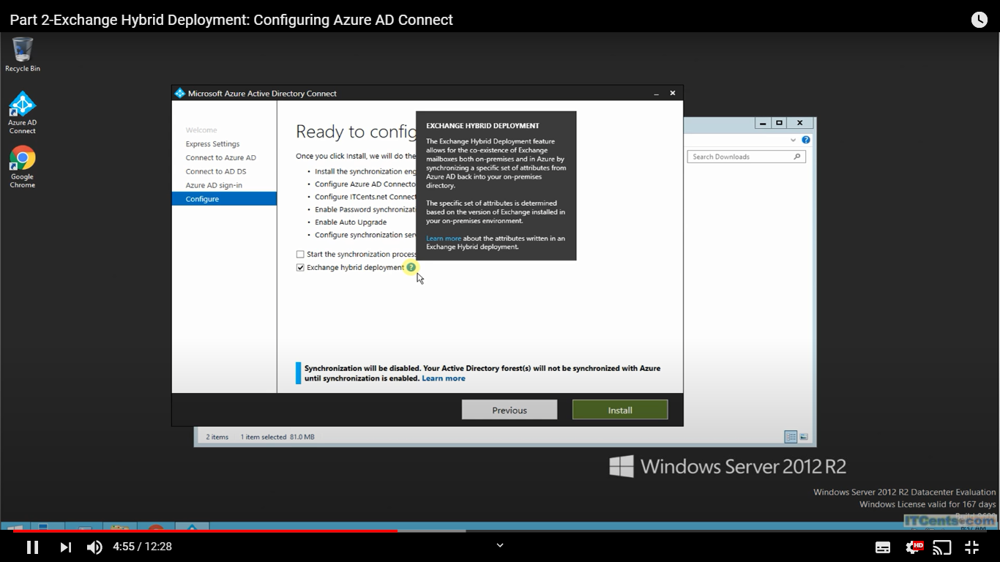 Part 2-Exchange Hybrid Deployment: Configuring Azure AD Connect
Recycle Bin
Azure AD
Connect
Google
Chrome
Microsoft Azure Active Directory Connect
Welcome
Express Settings
Connect to Azure AD
Connect to AD DS
Azure AD sign-in
Configure
Ready to config
Once you click Install, we will do the
• Install the synchronization eng
• Configure Azure AD Connecto
• Configure ITCents.net Connect
• Enable Password synchronizati
• Enable Auto Upgrade
• Configure synchronization serv
Start the synchronization process
Exchange hybrid deployment ?
EXCHANGE HYBRID DEPLOYMENT
The Exchange Hybrid Deployment feature
allows for the co-existence of Exchange
mailboxes both on-premises and in Azure by
synchronizing a specific set of attributes from
Azure AD back into your on-premises
directory.
The specific set of attributes is determined
based on the version of Exchange installed in
your on-premises environment.
Learn more about the attributes written in an
Exchange Hybrid deployment.
Synchronization will be disabled. Your Active Directory forest(s) will not be synchronized with Azure
until synchronization is enabled. Learn more
Previous
Install
Search Downloads
2 items 1 item selected 81.0 MB
Windows Server 2012 R2
Windows Server 2012 R2 Datacenter Evaluation
Windows License valid for 167 days
ITCents.com
4:55 / 12:28
HD